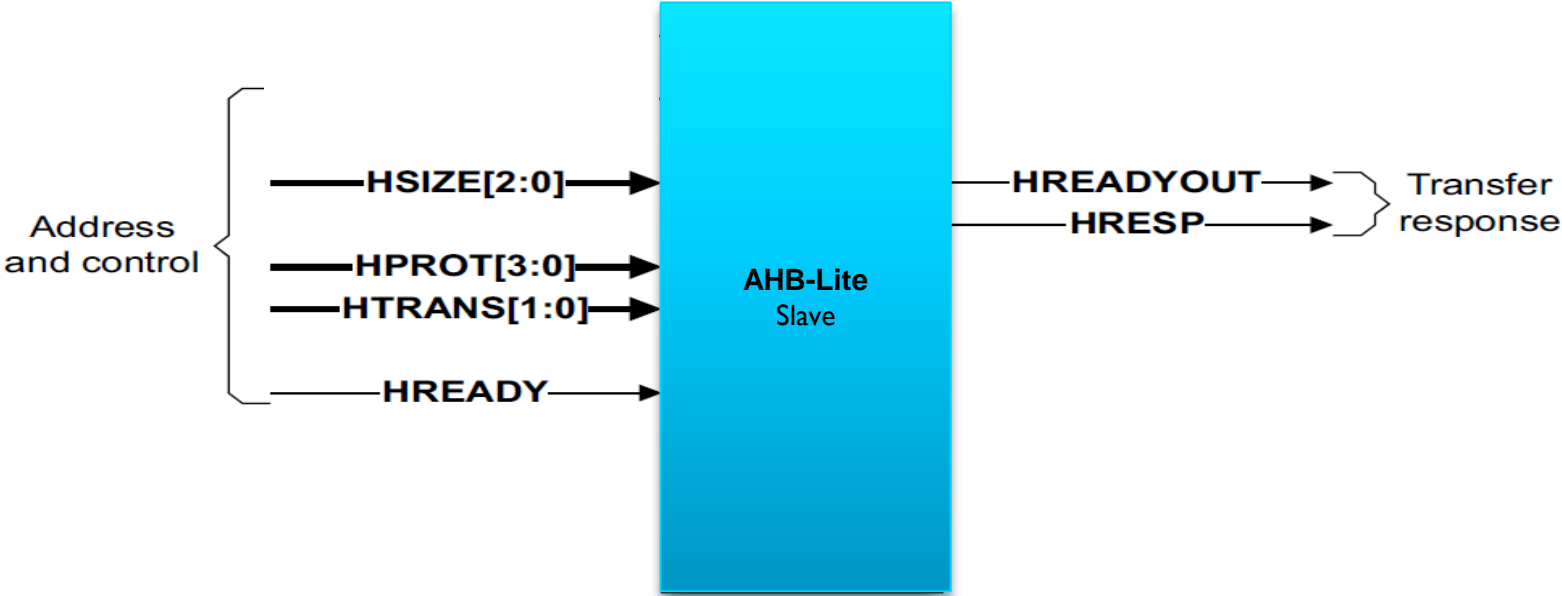 HSIZE[2:0]
HREADYOUT
Transfer
response
HRESP
Address
and control
HPROT[3:0]
HTRANS[1:0]
AHB-Lite
Slave
HREADY